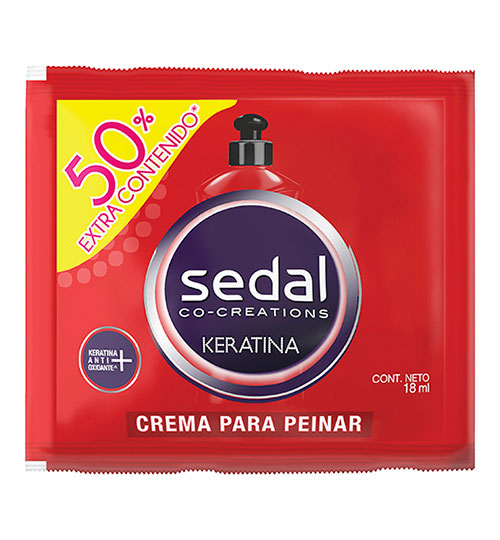 50%
EXTRA CONTENIDO*
sedal
CO-CREATIONS
KERATINA
KERATINA
ANTI
OXIDANTE^
+
CONT. NETO
18 ml
CREMA PARA PEINAR